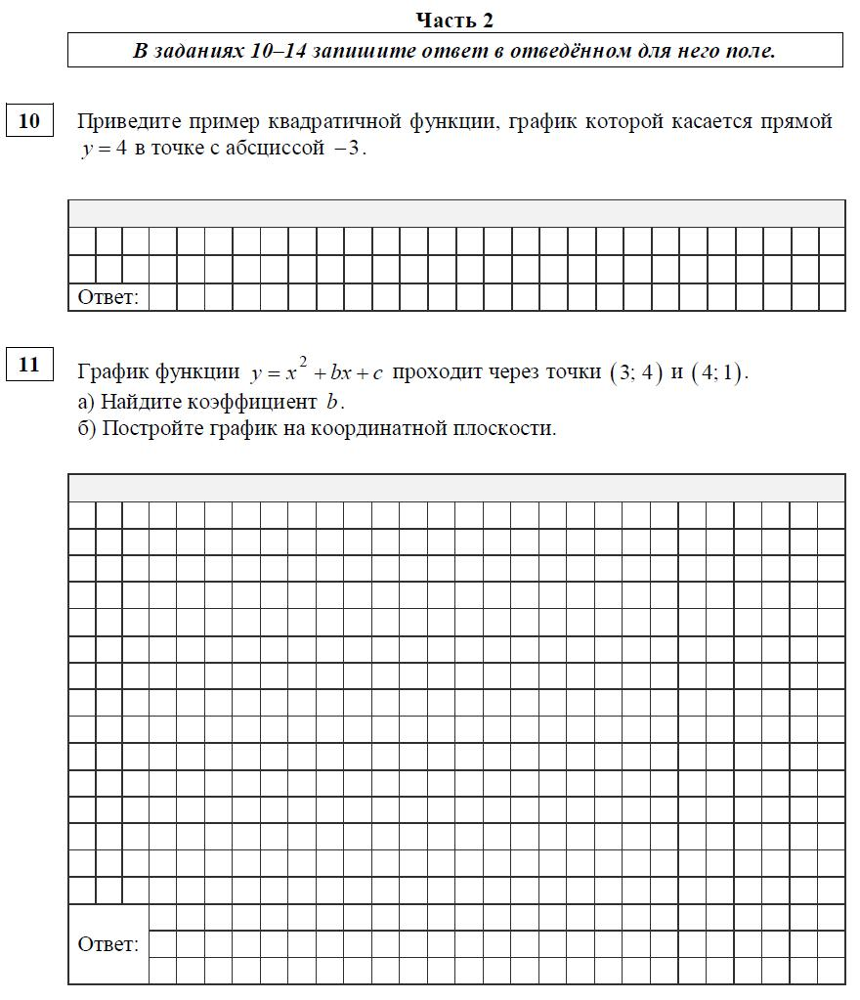 Часть 2
В заданиях 10–14 запишите ответ в отведённом для него поле.
10
Приведите пример квадратичной функции, график которой касается прямой
y = 4 в точке с абсциссой −3.
Ответ:
11
График функции y = x² + bx + c проходит через точки (3; 4) и (4; 1).
а) Найдите коэффициент b.
б) Постройте график на координатной плоскости.
Ответ: